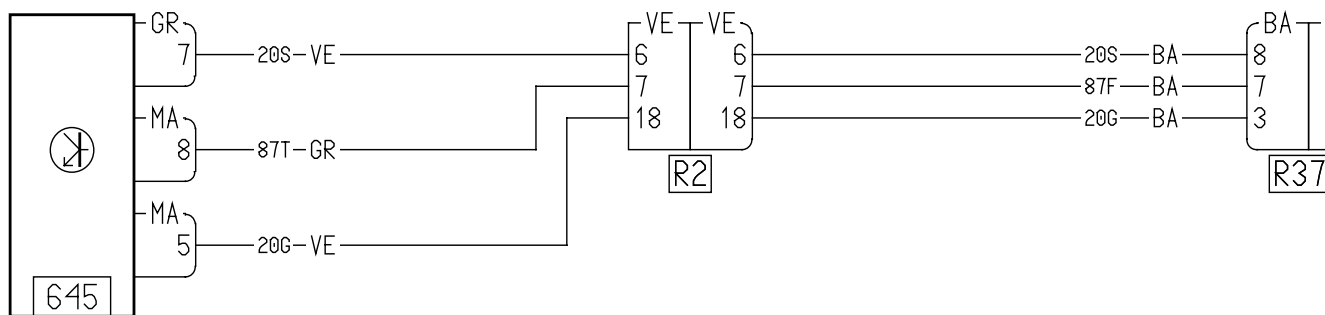 GR VE VE BA
7 20S VE 6 6 20S BA 8
7 7 87F BA 7
MA 18 18 20G BA 3
8 87T GR
R2 R37
MA
5 20G VE
645